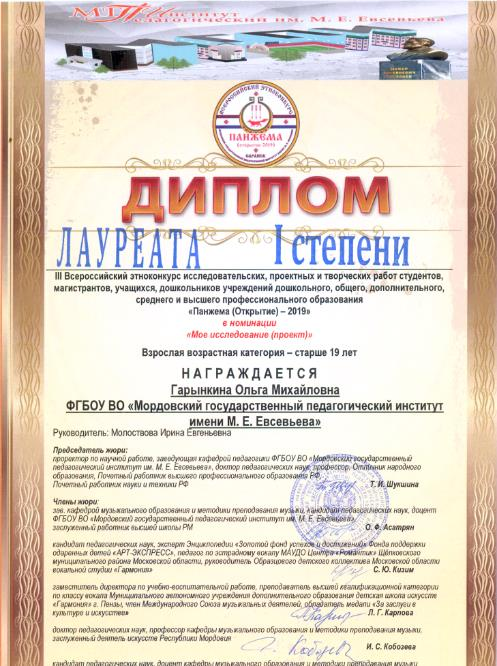 МГПИ Институт
педагогический им. М. Е. Евсевьева
ВСЕРОССИЙСКИЙ ЭТНОКОНКУРС
ПАНЖЕМА
САРАНСК
ДИПЛОМ
ЛАУРЕАТА I степени
III Всероссийский этноконкурс исследовательских, проектных и творческих работ студентов,
магистрантов, учащихся, дошкольников учреждений дошкольного, общего, дополнительного,
среднего и высшего профессионального образования
«Панжема (Открытие) – 2019»
в номинации
«Мое исследование (проект)»
Взрослая возрастная категория – старше 19 лет
НАГРАЖДАЕТСЯ
Гарынкина Ольга Михайловна
ФГБОУ ВО «Мордовский государственный педагогический институт
имени М. Е. Евсевьева»
Руководитель: Молоствова Ирина Евгеньевна
Председатель жюри:
проректор по научной работе, заведующая кафедрой педагогики ФГБОУ ВО «Мордовский государственный
педагогический институт им. М. Е. Евсевьева», доктор педагогических наук, профессор, Отличник народного
образования, Почетный работник высшего профессионального образования РФ,
Почетный работник науки и техники РФ Т. И. Шукшина
Члены жюри:
зав. кафедрой музыкального образования и методики преподавания музыки, кандидат педагогических наук, доцент
ФГБОУ ВО «Мордовский государственный педагогический институт им. М. Е. Евсевьева»,
заслуженный работник высшей школы РМ О. Ф. Асатрян
кандидат педагогических наук, эксперт Энциклопедии «Золотой фонд успехов и достижений» Фонда поддержки
одаренных детей «АРТ-ЭКСПРЕСС», педагог по эстрадному вокалу МАУДО Центра «Романтик» Щёлковского
муниципального района Московской области, руководитель Образцового детского коллектива Московской области
вокальной студии «Гармония» С. Ю. Кизим
заместитель директора по учебно-воспитательной работе, преподаватель высшей квалификационной категории
по классу вокала Муниципального автономного учреждения дополнительного образования детская школа искусств
«Гармония» г. Пензы, член Международного Союза музыкальных деятелей, обладатель медали «За заслуги в
культуре и искусстве» Л. Г. Карпова
доктор педагогических наук, профессор кафедры музыкального образования и методики преподавания музыки,
заслуженный деятель искусств Республики Мордовия И. С. Кобозева
кандидат педагогических наук, доцент кафедры музыкального образования и методики преподавания музыки